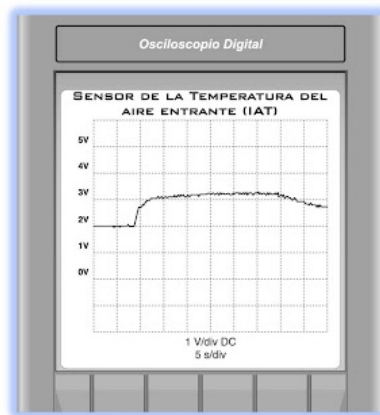 Osciloscopio Digital
SENSOR DE LA TEMPERATURA DEL
AIRE ENTRANTE (IAT)
5V
4V
3V
2V
1V
0V
1 V/div DC
5 s/div